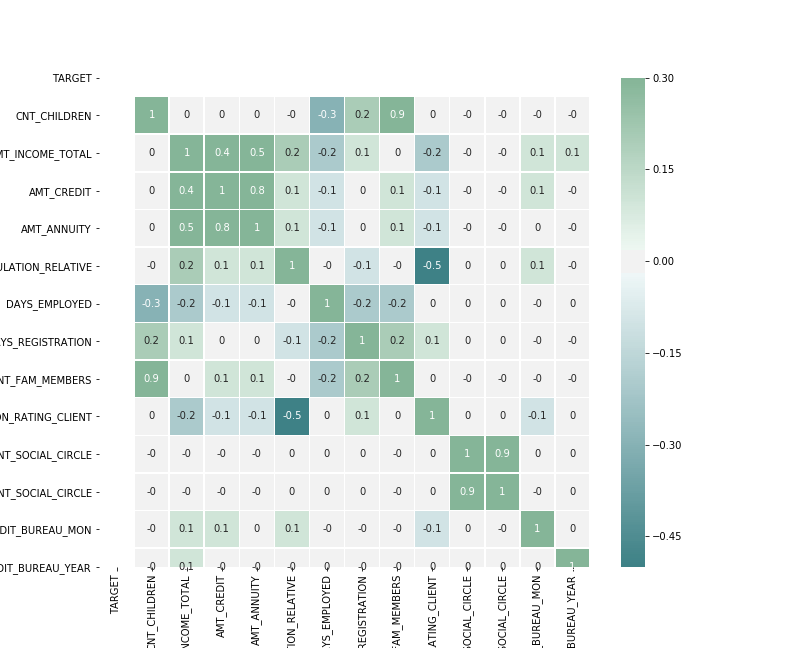 TARGET
CNT_CHILDREN 1 0 0 0 -0 -0.3 0.2 0.9 0 -0 -0 -0 -0
MT_INCOME_TOTAL 0 1 0.4 0.5 0.2 -0.2 0.1 0 -0.2 -0 -0 0.1 0.1
AMT_CREDIT 0 0.4 1 0.8 0.1 -0.1 0 0.1 -0.1 -0 -0 0.1 -0
AMT_ANNUITY 0 0.5 0.8 1 0.1 -0.1 0 0.1 -0.1 -0 -0 0 -0
ULATION_RELATIVE -0 0.2 0.1 0.1 1 -0 -0.1 -0 -0.5 0 0 0.1 -0
DAYS_EMPLOYED -0.3 -0.2 -0.1 -0.1 -0 1 -0.2 -0.2 0 0 0 -0 0
YS_REGISTRATION 0.2 0.1 0 0 -0.1 -0.2 1 0.2 0.1 0 0 -0 -0
NT_FAM_MEMBERS 0.9 0 0.1 0.1 -0 -0.2 0.2 1 0 -0 -0 -0 -0
ON_RATING_CLIENT 0 -0.2 -0.1 -0.1 -0.5 0 0.1 0 1 0 0 -0.1 0
NT_SOCIAL_CIRCLE -0 -0 -0 -0 0 0 0 -0 0 1 0.9 0 0
NT_SOCIAL_CIRCLE -0 -0 -0 -0 0 0 0 -0 0 0.9 1 -0 0
DIT_BUREAU_MON -0 0.1 0.1 0 0.1 -0 -0 -0 -0.1 0 -0 1 0
DIT_BUREAU_YEAR -0 0.1 -0 -0 -0 0 -0 -0 0 0 0 0 1
0.30
0.15
0.00
−0.15
−0.30
−0.45
TARGET
CNT_CHILDREN
NCOME_TOTAL
AMT_CREDIT
AMT_ANNUITY
TION_RELATIVE
YS_EMPLOYED
REGISTRATION
FAM_MEMBERS
ATING_CLIENT
SOCIAL_CIRCLE
SOCIAL_CIRCLE
_BUREAU_MON
BUREAU_YEAR